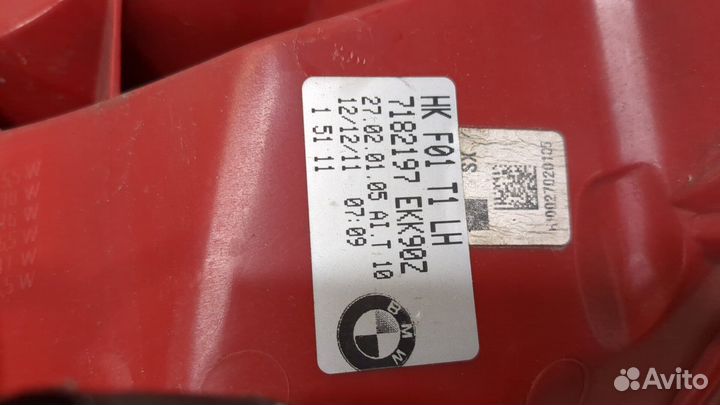 HK F01 T1 LH
7182197 EKK90Z
27.02.01.05 AI.T 10
12/12/11 07:09
1 51 11
BMW
XS
Avito